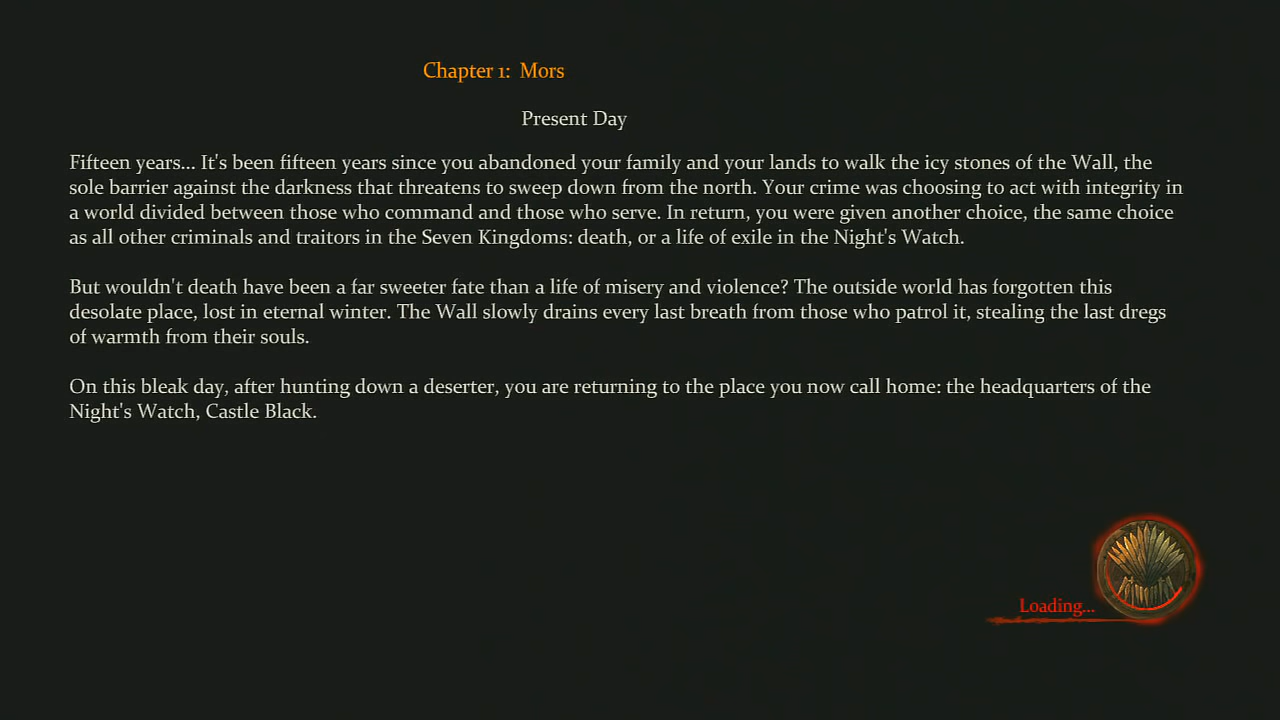 Chapter 1: Mors
Present Day
Fifteen years... It's been fifteen years since you abandoned your family and your lands to walk the icy stones of the Wall, the
sole barrier against the darkness that threatens to sweep down from the north. Your crime was choosing to act with integrity in
a world divided between those who command and those who serve. In return, you were given another choice, the same choice
as all other criminals and traitors in the Seven Kingdoms: death, or a life of exile in the Night's Watch.
But wouldn't death have been a far sweeter fate than a life of misery and violence? The outside world has forgotten this
desolate place, lost in eternal winter. The Wall slowly drains every last breath from those who patrol it, stealing the last dregs
of warmth from their souls.
On this bleak day, after hunting down a deserter, you are returning to the place you now call home: the headquarters of the
Night's Watch, Castle Black.
Loading...